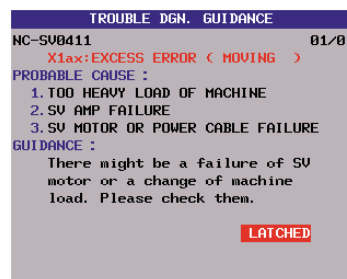 TROUBLE DGN. GUIDANCE
NC-SV0411 01/0
X1ax:EXCESS ERROR ( MOVING )
PROBABLE CAUSE :
1.TOO HEAVY LOAD OF MACHINE
2.SV AMP FAILURE
3.SV MOTOR OR POWER CABLE FAILURE
GUIDANCE :
There might be a failure of SV
motor or a change of machine
load. Please check them.
LATCHED